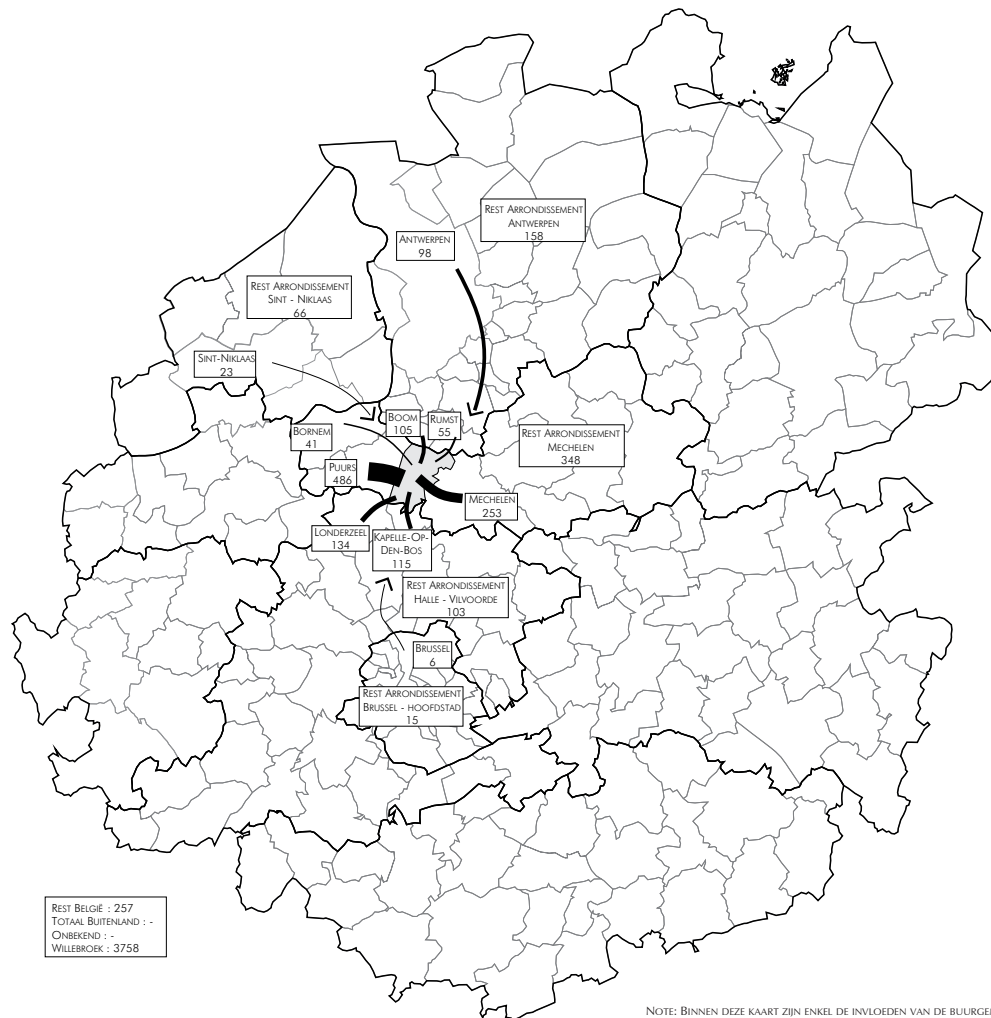 Rest Arrondissement
Antwerpen
158
Antwerpen
98
Rest Arrondissement
Sint - Niklaas
66
Sint-Niklaas
23
Boom
105
Rumst
55
Bornem
41
Rest Arrondissement
Mechelen
348
Puurs
486
Mechelen
253
Londerzeel
134
Kapelle-Op-
Den-Bos
115
Rest Arrondissement
Halle - Vilvoorde
103
Brussel
6
Rest Arrondissement
Brussel - hoofdstad
15
Rest België : 257
Totaal Buitenland : -
Onbekend : -
Willebroek : 3758
Note: Binnen deze kaart zijn enkel de invloeden van de